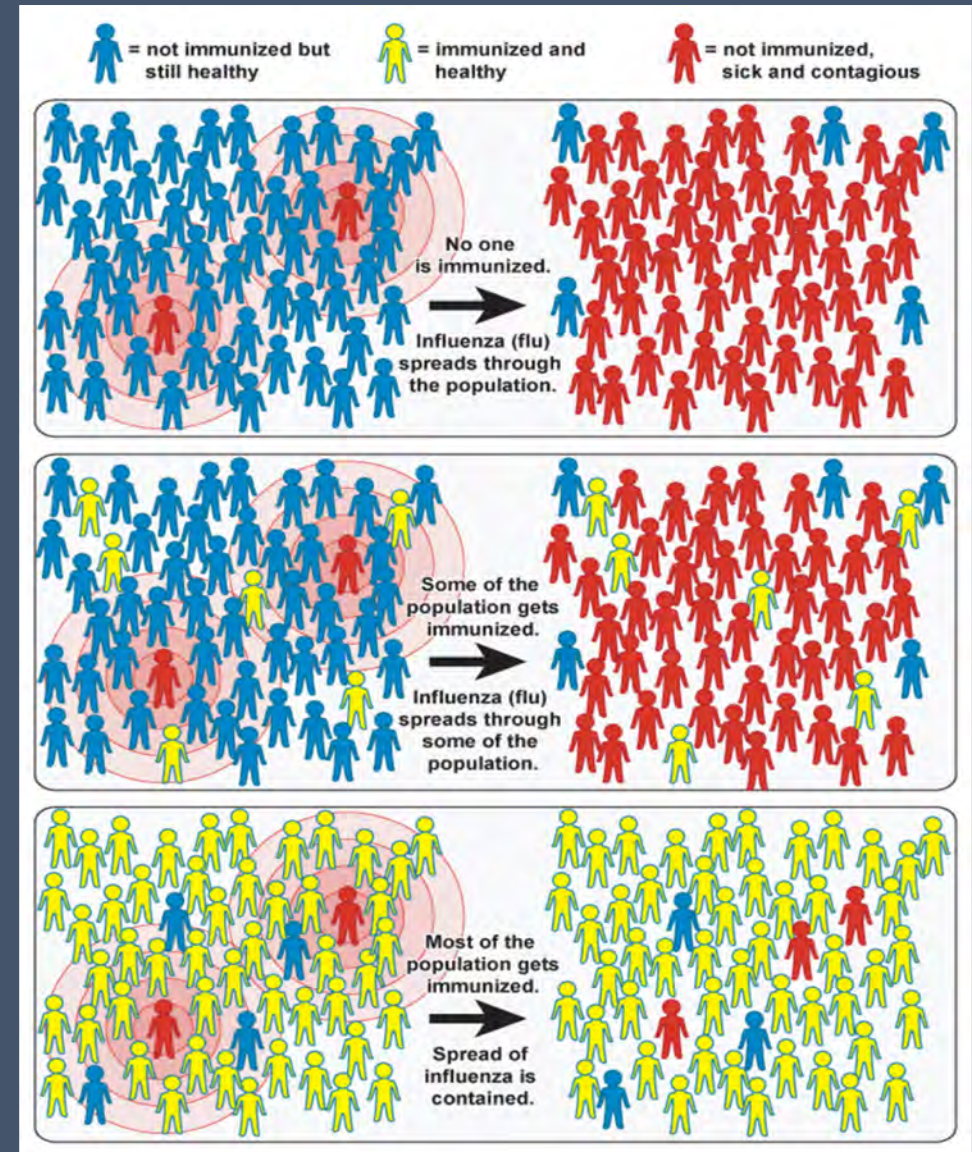 = not immunized but
still healthy
= immunized and
healthy
= not immunized,
sick and contagious
No one
is immunized.
Influenza (flu)
spreads through
the population.
Some of the
population gets
immunized.
Influenza (flu)
spreads through
some of the
population.
Most of the
population gets
immunized.
Spread of
influenza is
contained.